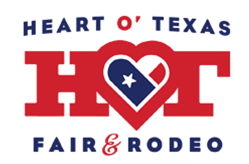 HEART O' TEXAS
HOT
FAIR & RODEO